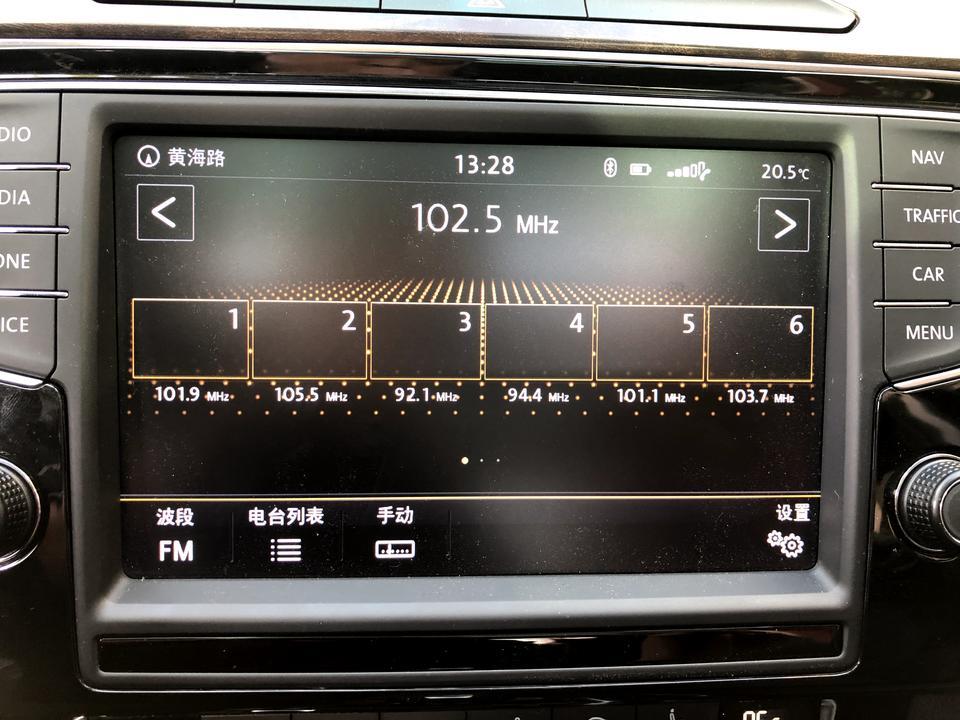 黄海路 13:28 20.5℃
102.5 MHz
< >
1 2 3 4 5 6
101.9 MHz 105.5 MHz 92.1 MHz 94.4 MHz 101.1 MHz 103.7 MHz
波段 电台列表 手动 设置
FM
DIO
DIA
ONE
ICE
NAV
TRAFFIC
CAR
MENU